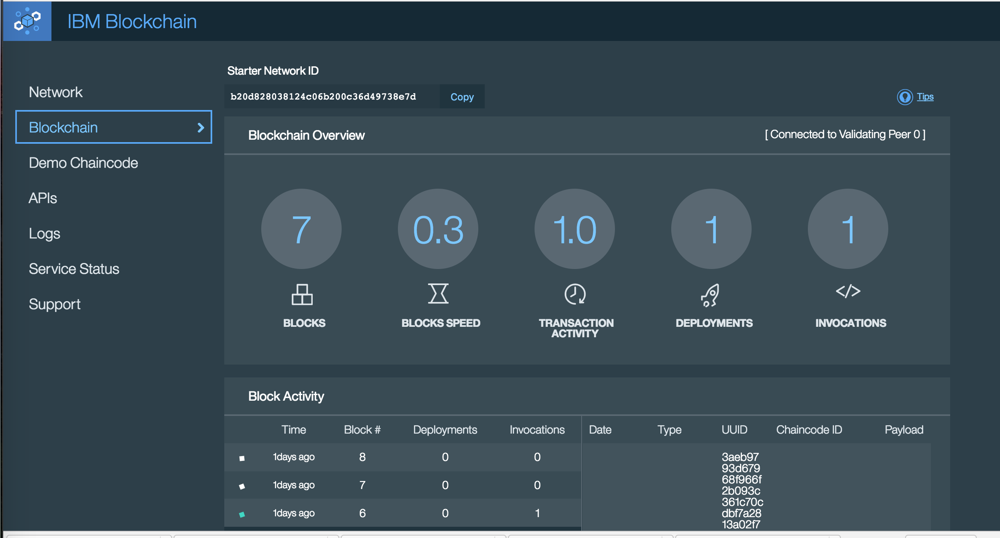 IBM Blockchain
Starter Network ID
b20d828038124c06b200c36d49738e7d Copy
Tips
Network
Blockchain
Demo Chaincode
APIs
Logs
Service Status
Support
Blockchain Overview [ Connected to Validating Peer 0 ]
7 0.3 1.0 1 1
</>
BLOCKS BLOCKS SPEED TRANSACTION ACTIVITY DEPLOYMENTS INVOCATIONS
Block Activity
Time Block # Deployments Invocations Date Type UUID Chaincode ID Payload
1days ago 8 0 0
1days ago 7 0 0
1days ago 6 0 1
3aeb97
93d679
68f966f
2b093c
361c70c
dbf7a28
13a02f7